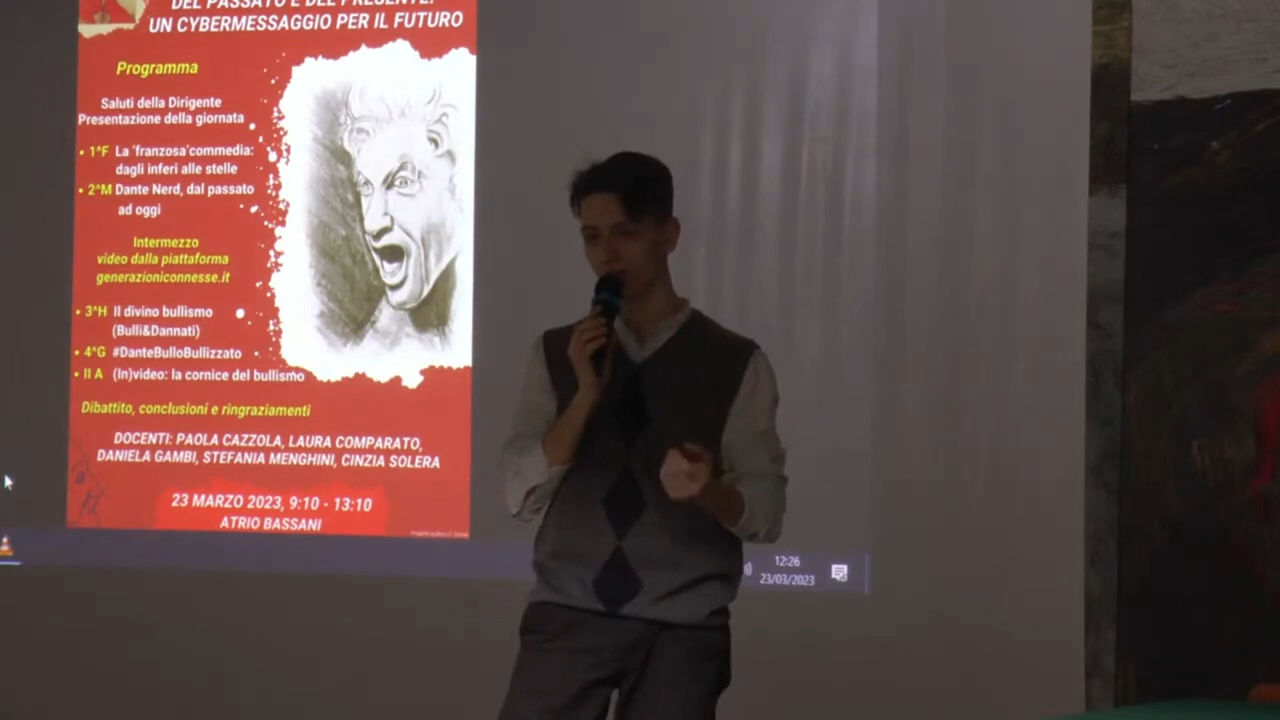 DEL PASSATO E DEL PRESENTE:
UN CYBERMESSAGGIO PER IL FUTURO
Programma
Saluti della Dirigente
Presentazione della giornata
• 1^F La 'franzosa'commedia:
dagli inferi alle stelle
• 2^M Dante Nerd, dal passato
ad oggi
Intermezzo
video dalla piattaforma
generazioniconnesse.it
• 3^H Il divino bullismo
(Bulli&Dannati)
• 4^G #DanteBulloBullizzato
• II A (In)video: la cornice del bullismo
Dibattito, conclusioni e ringraziamenti
DOCENTI: PAOLA CAZZOLA, LAURA COMPARATO,
DANIELA GAMBI, STEFANIA MENGHINI, CINZIA SOLERA
23 MARZO 2023, 9:10 - 13:10
ATRIO BASSANI
12:26
23/03/2023